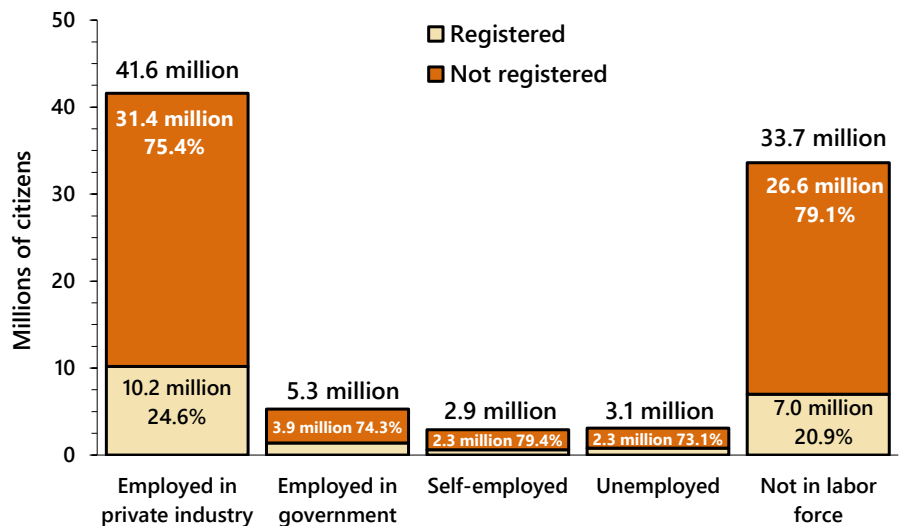 50
40
30
20
10
0
Millions of citizens
Registered
Not registered
41.6 million
31.4 million
75.4%
10.2 million
24.6%
5.3 million
3.9 million 74.3%
2.9 million
2.3 million 79.4%
3.1 million
2.3 million 73.1%
33.7 million
26.6 million
79.1%
7.0 million
20.9%
Employed in
private industry
Employed in
government
Self-employed
Unemployed
Not in labor
force